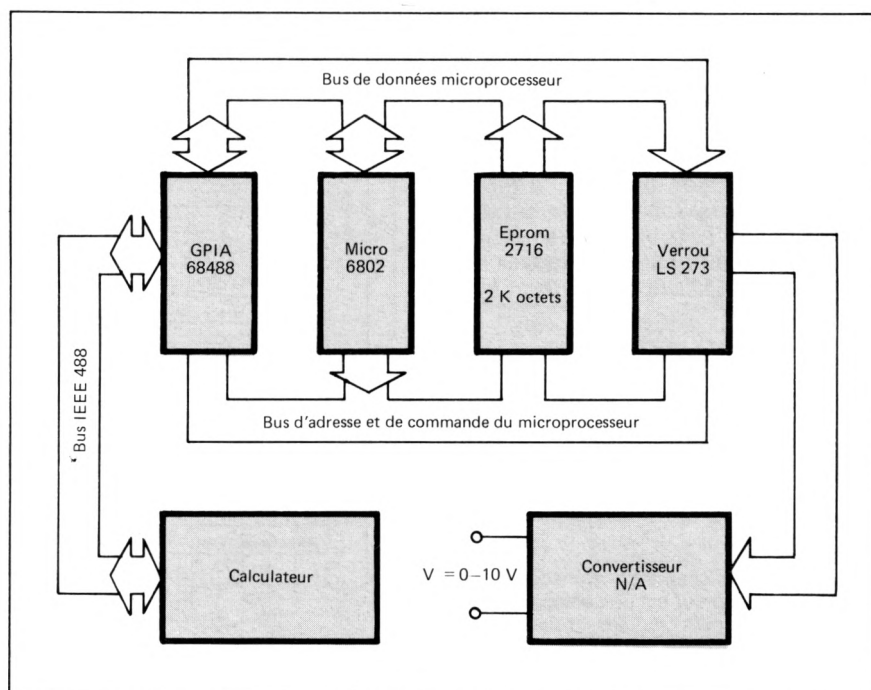 Bus de données microprocesseur
GPIA
68488
Micro
6802
Eprom
2716
2 K octets
Verrou
LS 273
Bus IEEE 488
Bus d'adresse et de commande du microprocesseur
Calculateur
V = 0–10 V
Convertisseur
N/A